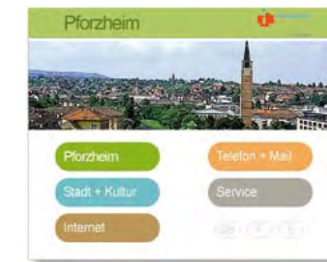 Pforzheim
Pforzheim
Telefon + Mail
Stadt + Kultur
Service
Internet